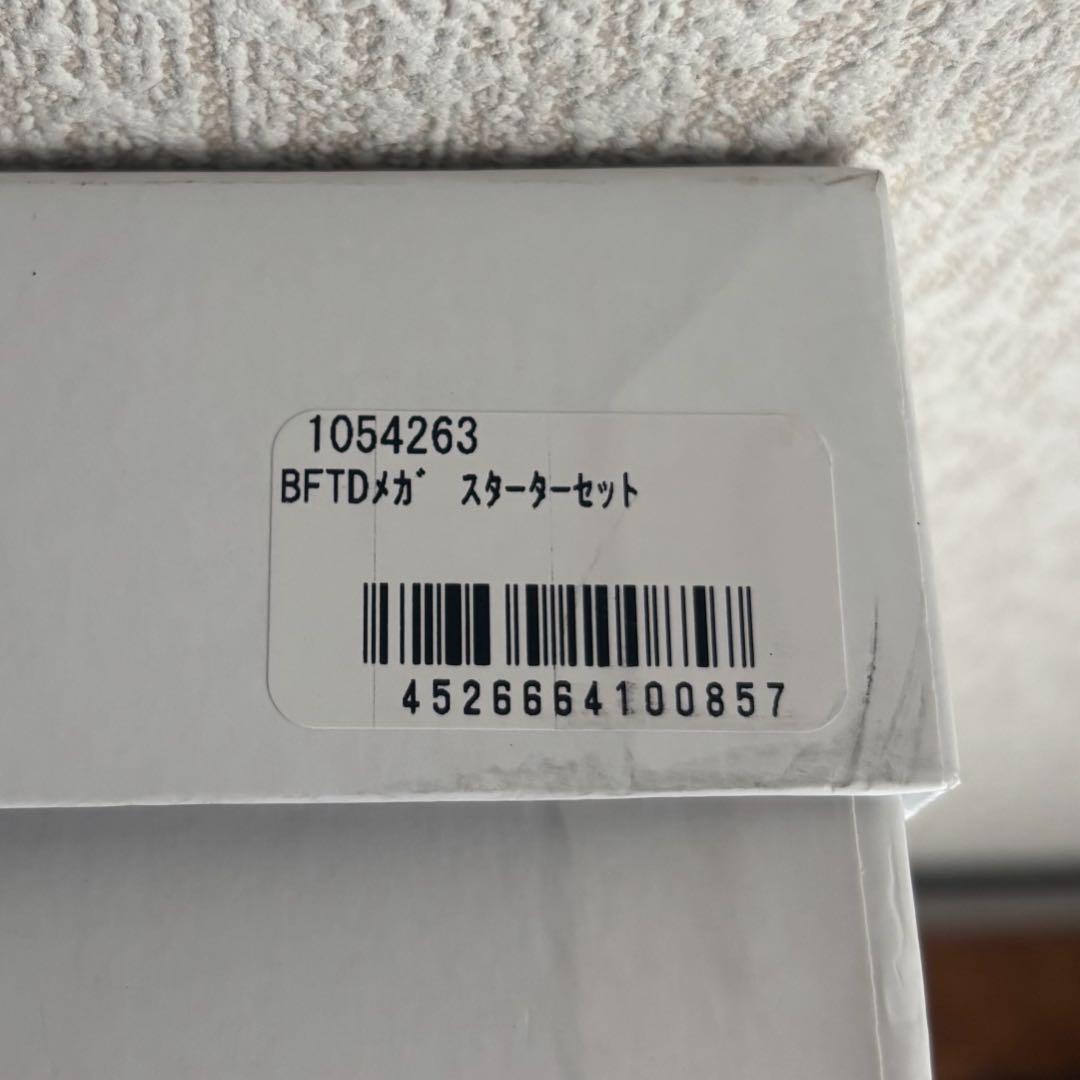 1054263
BFTDﾒｶﾞ ｽﾀｰﾀｰｾｯﾄ
4526664100857